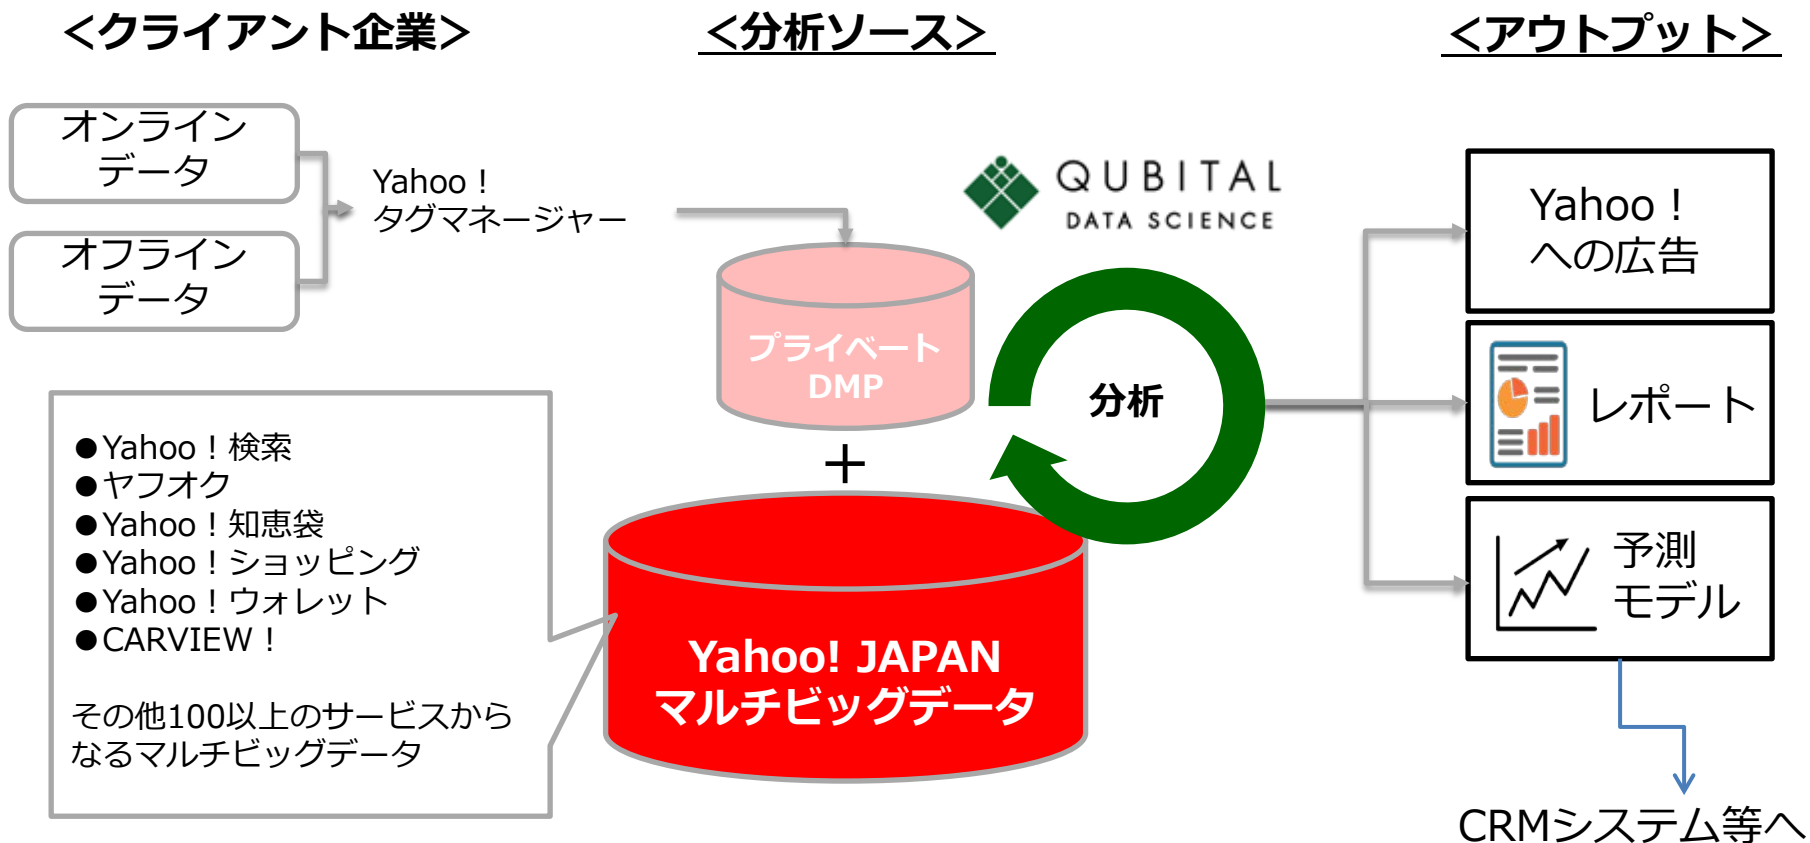 ＜クライアント企業＞
＜分析ソース＞
＜アウトプット＞
オンライン
データ
オフライン
データ
Yahoo！
タグマネージャー
QUBITAL
DATA SCIENCE
プライベート
DMP
＋
分析
Yahoo! JAPAN
マルチビッグデータ
●Yahoo！検索
●ヤフオク
●Yahoo！知恵袋
●Yahoo！ショッピング
●Yahoo！ウォレット
●CARVIEW！
その他100以上のサービスから
なるマルチビッグデータ
Yahoo！
への広告
レポート
予測
モデル
CRMシステム等へ